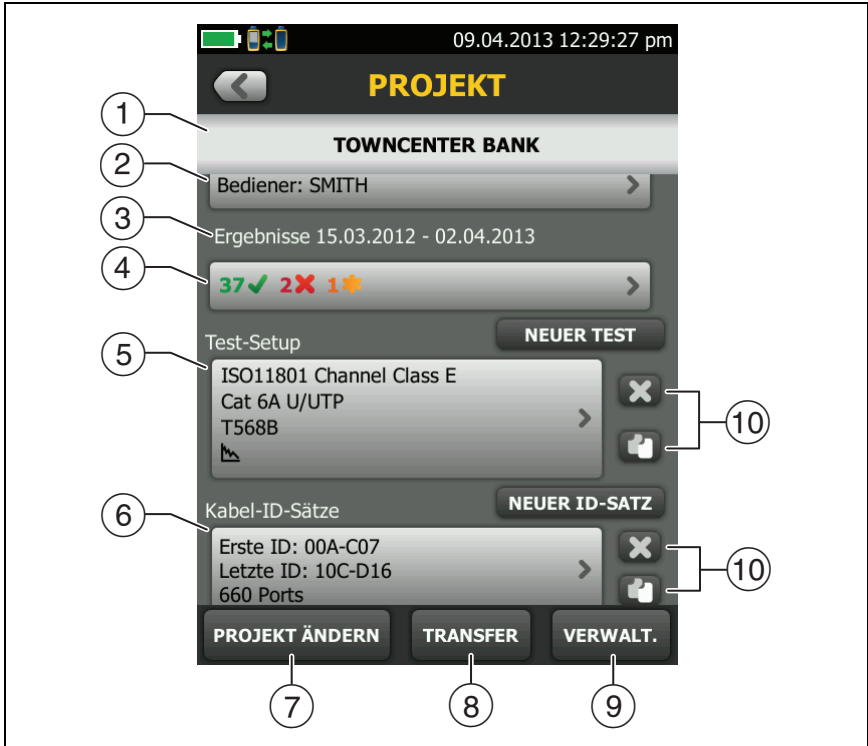 09.04.2013 12:29:27 pm
PROJEKT
1
TOWNCENTER BANK
2
Bediener: SMITH
3
Ergebnisse 15.03.2012 - 02.04.2013
4
37 2 1
NEUER TEST
Test-Setup
5
ISO11801 Channel Class E
Cat 6A U/UTP
T568B
10
NEUER ID-SATZ
Kabel-ID-Sätze
6
Erste ID: 00A-C07
Letzte ID: 10C-D16
660 Ports
10
PROJEKT ÄNDERN TRANSFER VERWALT.
7 8 9